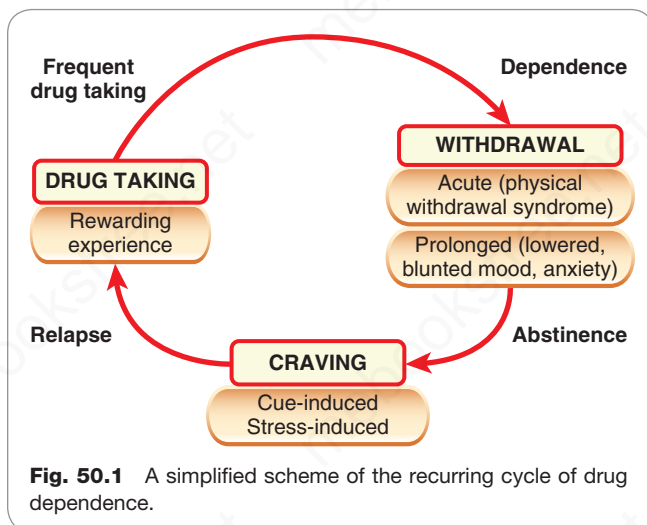 Frequent
drug taking
Dependence
WITHDRAWAL
Acute (physical
withdrawal syndrome)
Prolonged (lowered,
blunted mood, anxiety)
DRUG TAKING
Rewarding
experience
Relapse
Abstinence
CRAVING
Cue-induced
Stress-induced
Fig. 50.1 A simplified scheme of the recurring cycle of drug
dependence.